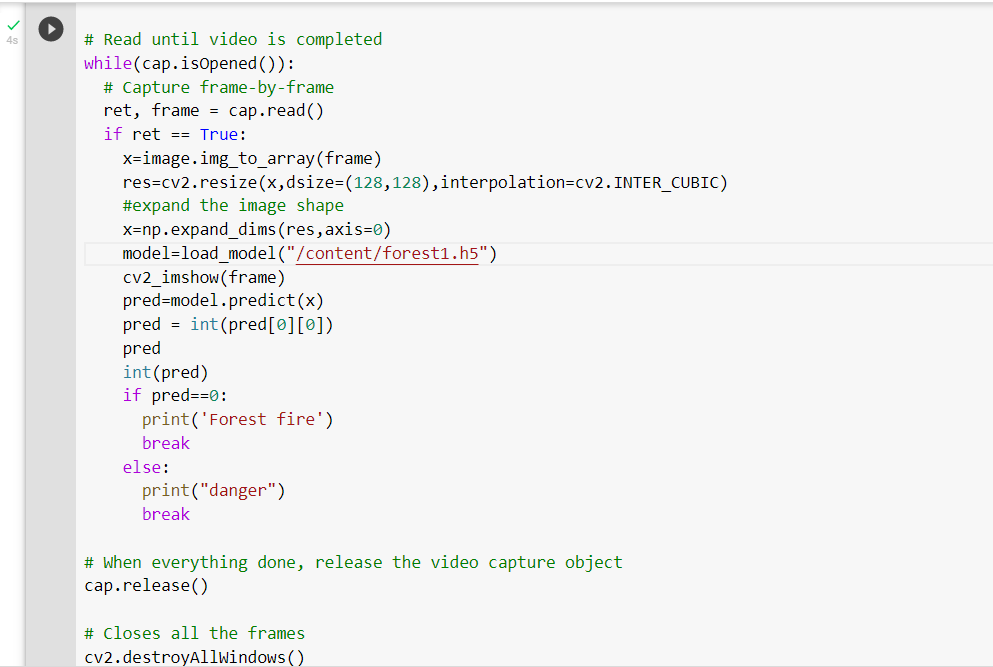 4s
# Read until video is completed
while(cap.isOpened()):
  # Capture frame-by-frame
  ret, frame = cap.read()
  if ret == True:
    x=image.img_to_array(frame)
    res=cv2.resize(x,dsize=(128,128),interpolation=cv2.INTER_CUBIC)
    #expand the image shape
    x=np.expand_dims(res,axis=0)
    model=load_model("/content/forest1.h5")
    cv2_imshow(frame)
    pred=model.predict(x)
    pred = int(pred[0][0])
    pred
    int(pred)
    if pred==0:
      print('Forest fire')
      break
    else:
      print("danger")
      break
# When everything done, release the video capture object
cap.release()
# Closes all the frames
cv2.destroyAllWindows()